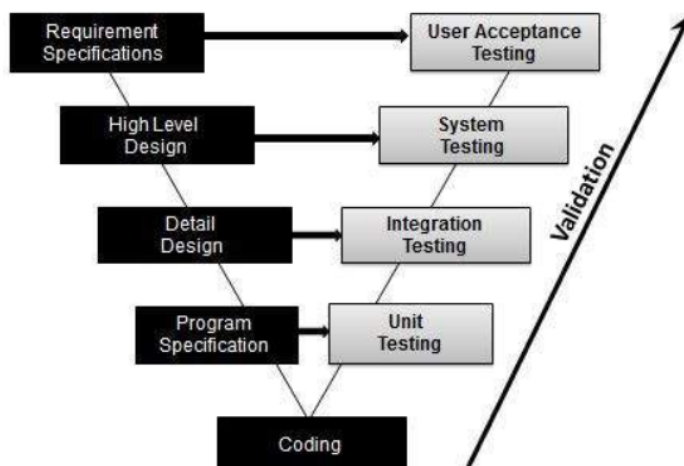 Requirement
Specifications
User Acceptance
Testing
High Level
Design
System
Testing
Detail
Design
Integration
Testing
Program
Specification
Unit
Testing
Coding
Validation